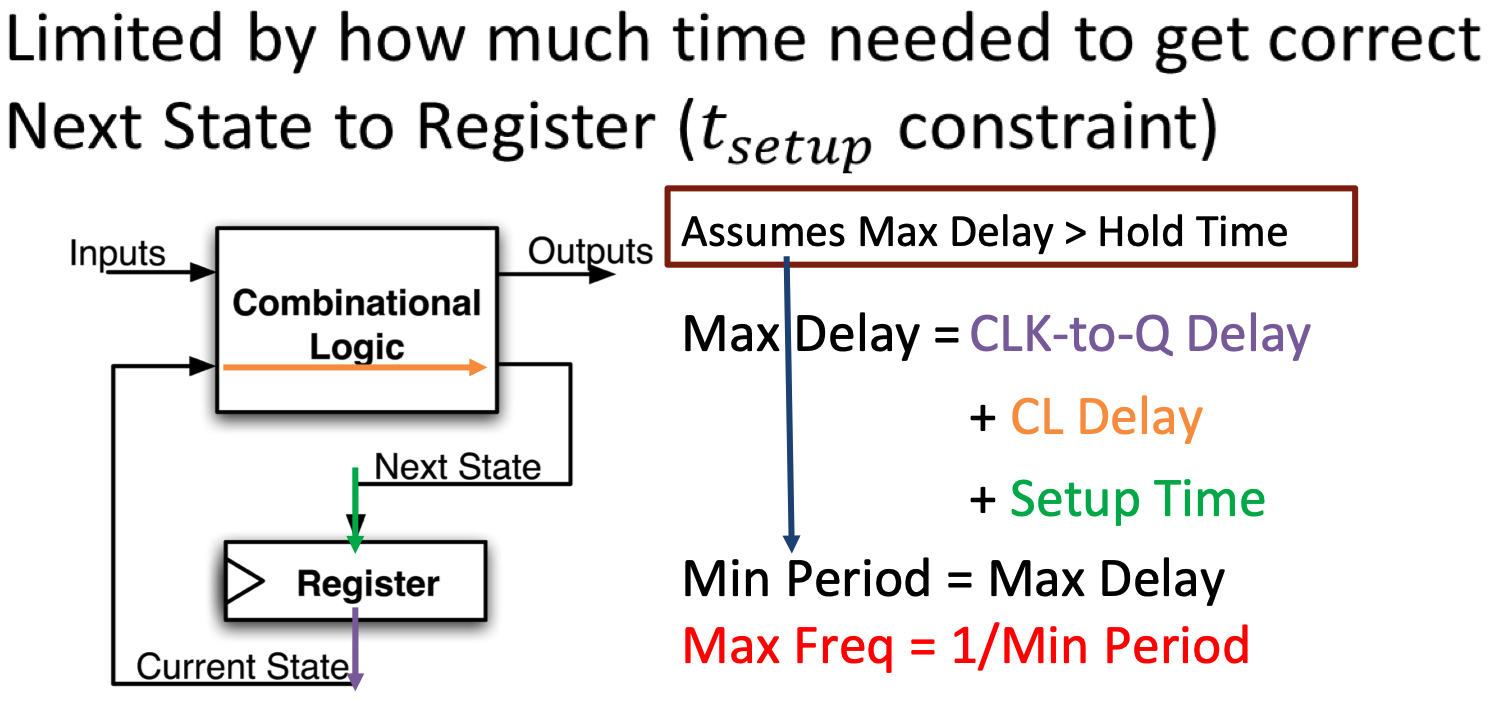 Limited by how much time needed to get correct
Next State to Register (t_setup constraint)
Inputs
Outputs
Combinational
Logic
Next State
Register
Current State
Assumes Max Delay > Hold Time
Max Delay = CLK-to-Q Delay
+ CL Delay
+ Setup Time
Min Period = Max Delay
Max Freq = 1/Min Period